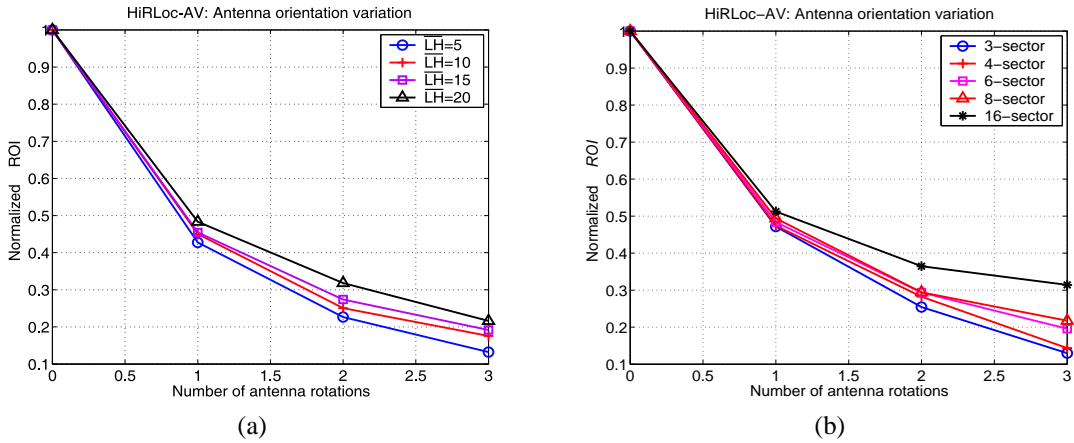 HiRLoc-AV: Antenna orientation variation
Normalized ROI
1
0.9
0.8
0.7
0.6
0.5
0.4
0.3
0.2
0.1
0 0.5 1 1.5 2 2.5 3
Number of antenna rotations
L̅H̅=5
L̅H̅=10
L̅H̅=15
L̅H̅=20
(a)
HiRLoc–AV: Antenna orientation variation
Normalized ROI
1
0.9
0.8
0.7
0.6
0.5
0.4
0.3
0.2
0.1
0 0.5 1 1.5 2 2.5 3
Number of antenna rotations
3−sector
4−sector
6−sector
8−sector
16−sector
(b)